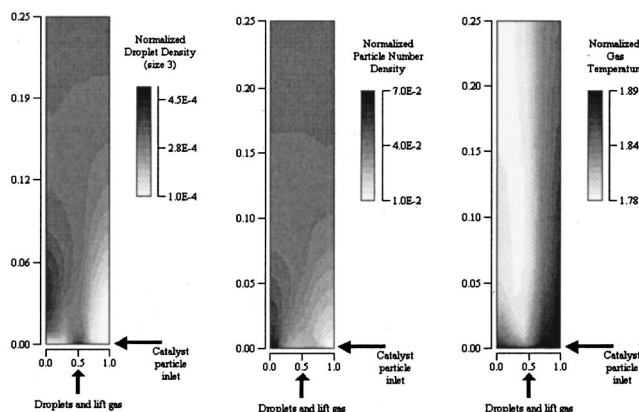 0.25
0.19
0.12
0.06
0.00
0.0 0.5 1.0
Normalized
Droplet Density
(size 3)
4.5E-4
2.8E-4
1.0E-4
Catalyst
particle
inlet
Droplets and lift gas
0.25
0.20
0.15
0.10
0.05
0.00
0.0 0.5 1.0
Normalized
Particle Number
Density
7.0E-2
4.0E-2
1.0E-2
Catalyst
particle
inlet
Droplets and lift gas
0.25
0.20
0.15
0.10
0.05
0.00
0.0 0.5 1.0
Normalized
Gas
Temperature
1.89
1.84
1.78
Catalyst
particle
inlet
Droplets and lift gas